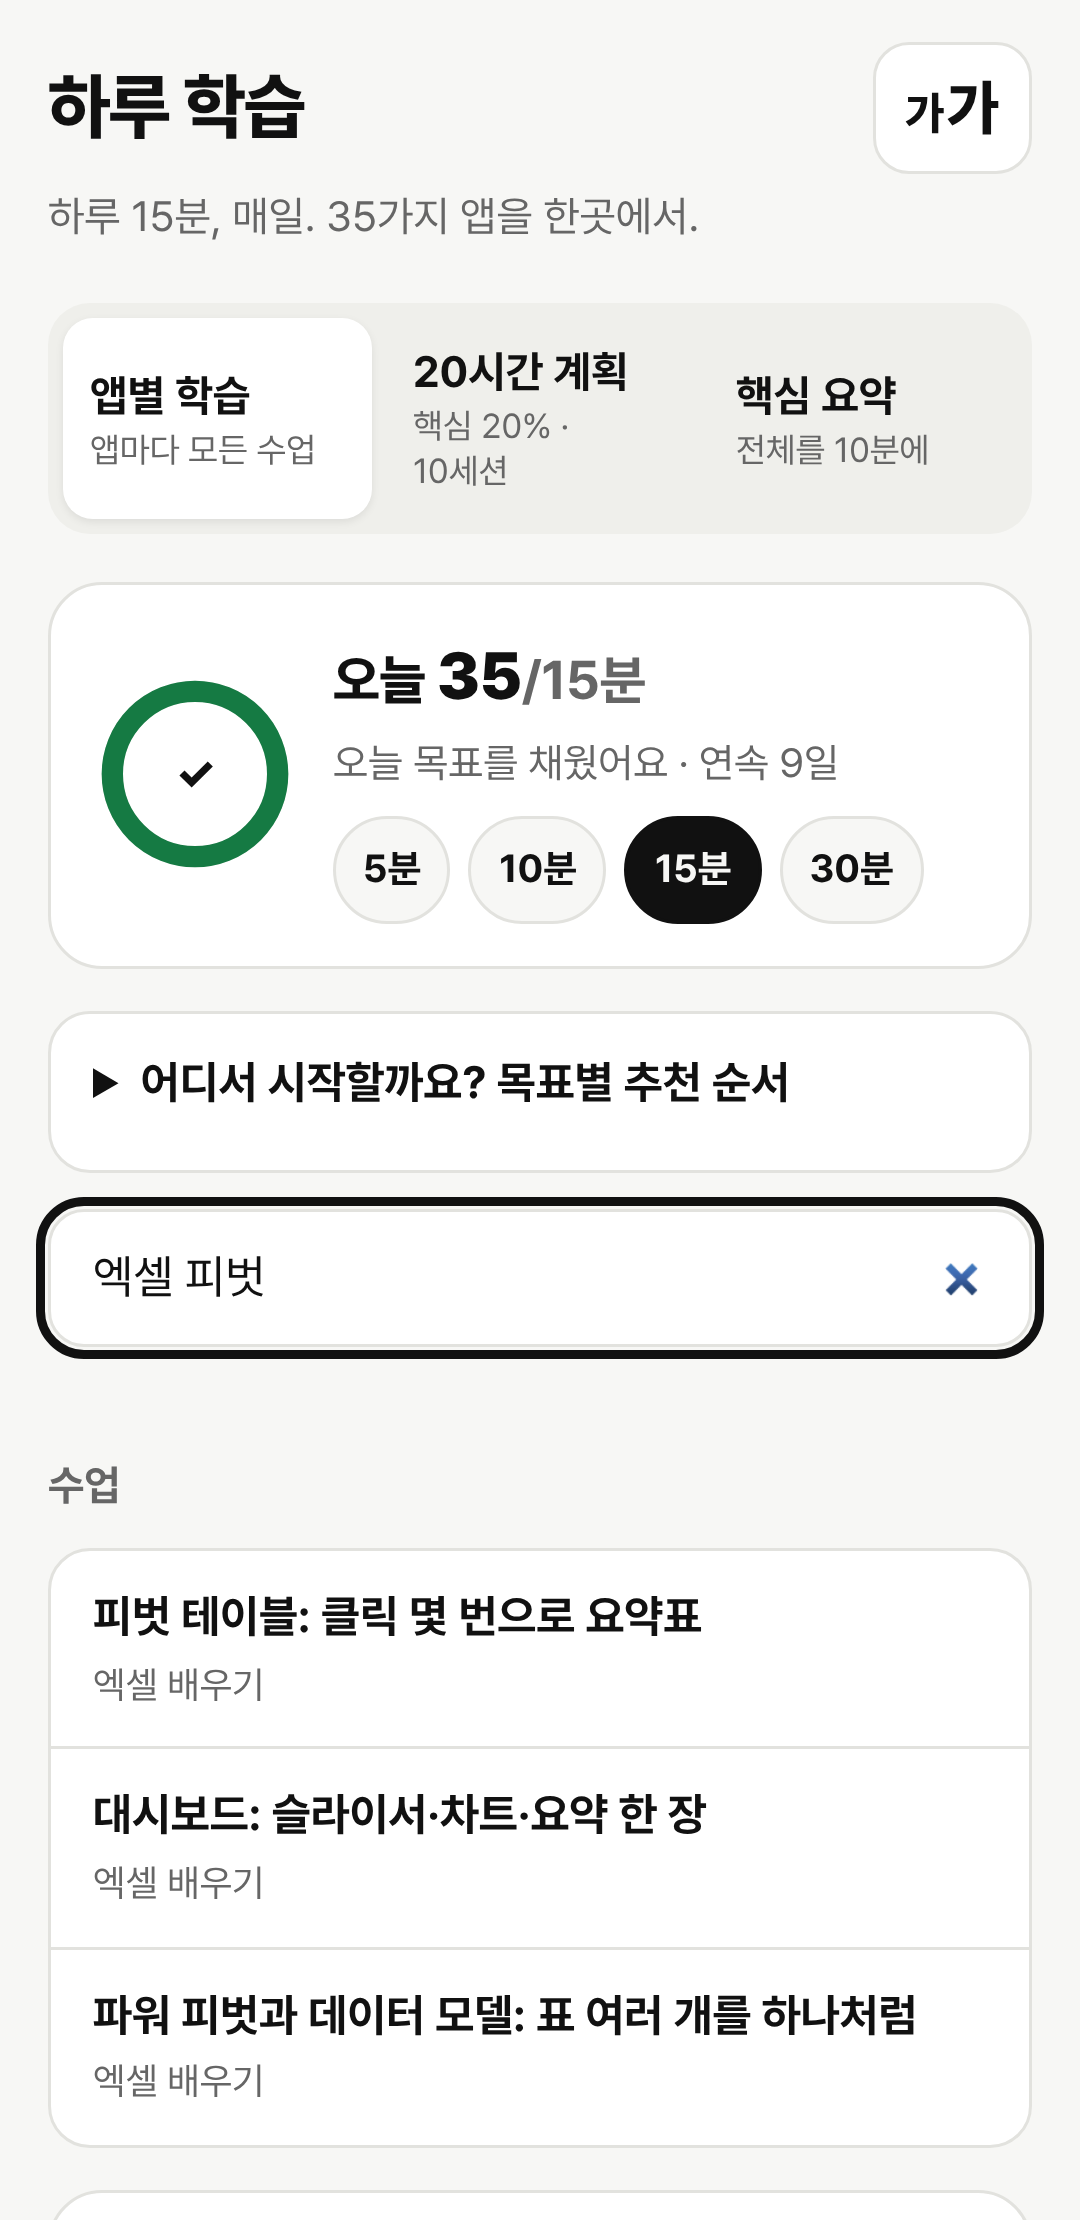 하루 학습
가가
하루 15분, 매일. 35가지 앱을 한곳에서.
앱별 학습
앱마다 모든 수업
20시간 계획
핵심 20% ·
10세션
핵심 요약
전체를 10분에
오늘 35/15분
오늘 목표를 채웠어요 · 연속 9일
5분
10분
15분
30분
어디서 시작할까요? 목표별 추천 순서
엑셀 피벗
수업
피벗 테이블: 클릭 몇 번으로 요약표
엑셀 배우기
대시보드: 슬라이서·차트·요약 한 장
엑셀 배우기
파워 피벗과 데이터 모델: 표 여러 개를 하나처럼
엑셀 배우기